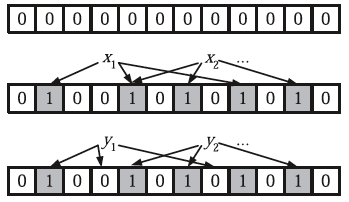 0 0 0 0 0 0 0 0 0 0 0 0
x1 x2 ...
0 1 0 0 1 0 1 0 1 0 1 0
y1 y2 ...
0 1 0 0 1 0 1 0 1 0 1 0